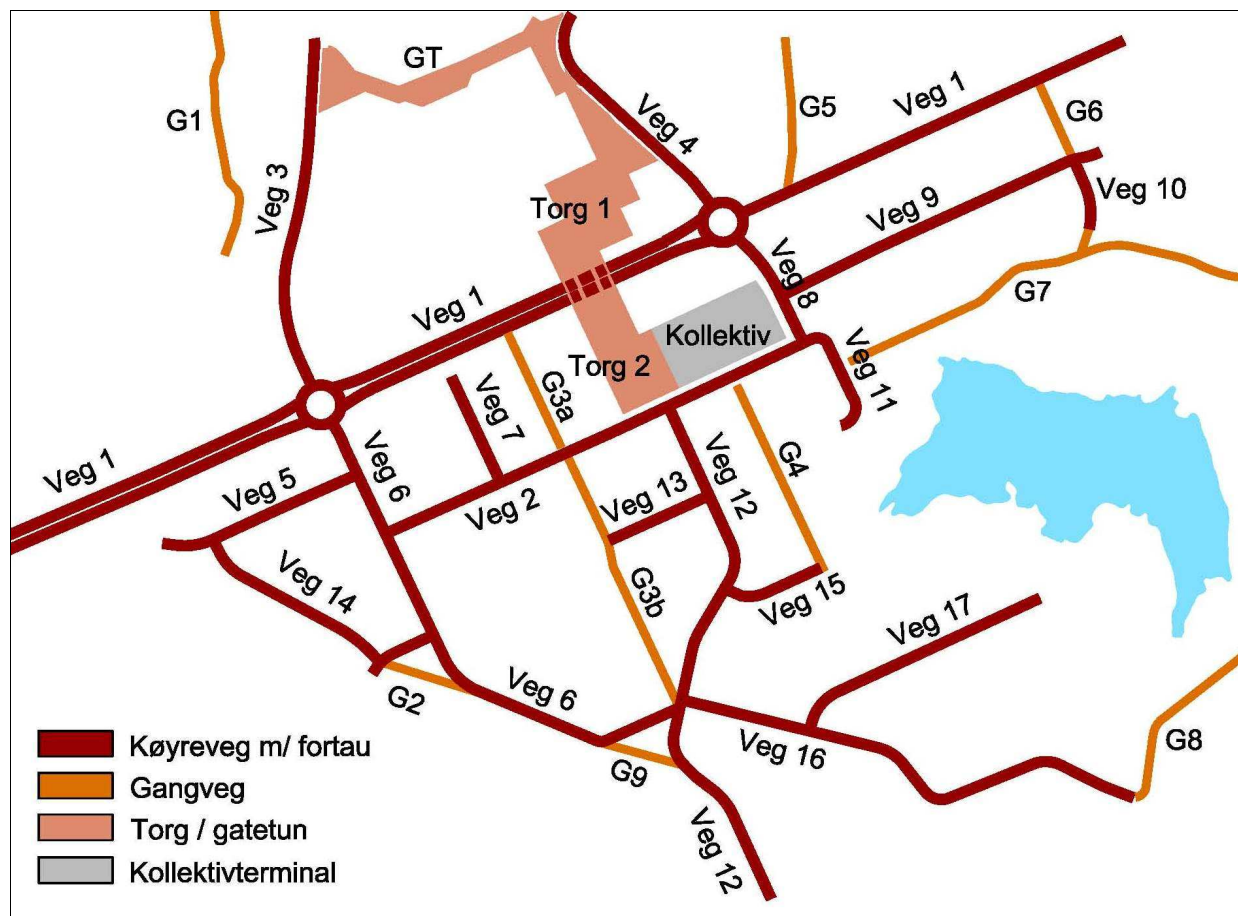 GT
G1
Veg 3
Veg 4
G5
Veg 1
G6
Veg 10
Veg 9
Torg 1
Veg 8
G7
Veg 1
Kollektiv
Torg 2
Veg 11
G3a
Veg 7
Veg 6
Veg 1
Veg 5
Veg 2
Veg 13
Veg 12
G4
Veg 14
G3b
Veg 15
Veg 17
G2
Veg 6
G9
Veg 16
G8
Veg 12
Køyreveg m/ fortau
Gangveg
Torg / gatetun
Kollektivterminal